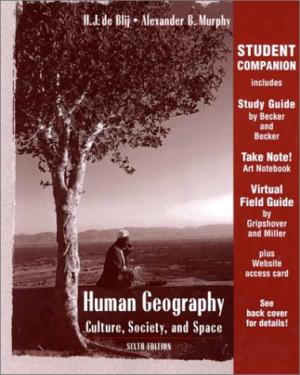 H.J. de Blij • Alexander B. Murphy
STUDENT
COMPANION
includes
Study Guide
by Becker
and
Becker
Take Note!
Art Notebook
Virtual
Field Guide
by
Gripshover
and Miller
plus
Website
access card
See
back cover
for details!
Human Geography
Culture, Society, and Space
SIXTH EDITION